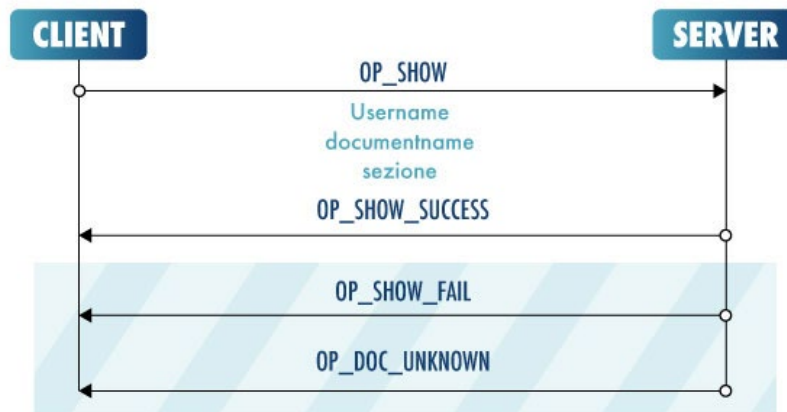 CLIENT
SERVER
OP_SHOW
Username
documentname
sezione
OP_SHOW_SUCCESS
OP_SHOW_FAIL
OP_DOC_UNKNOWN